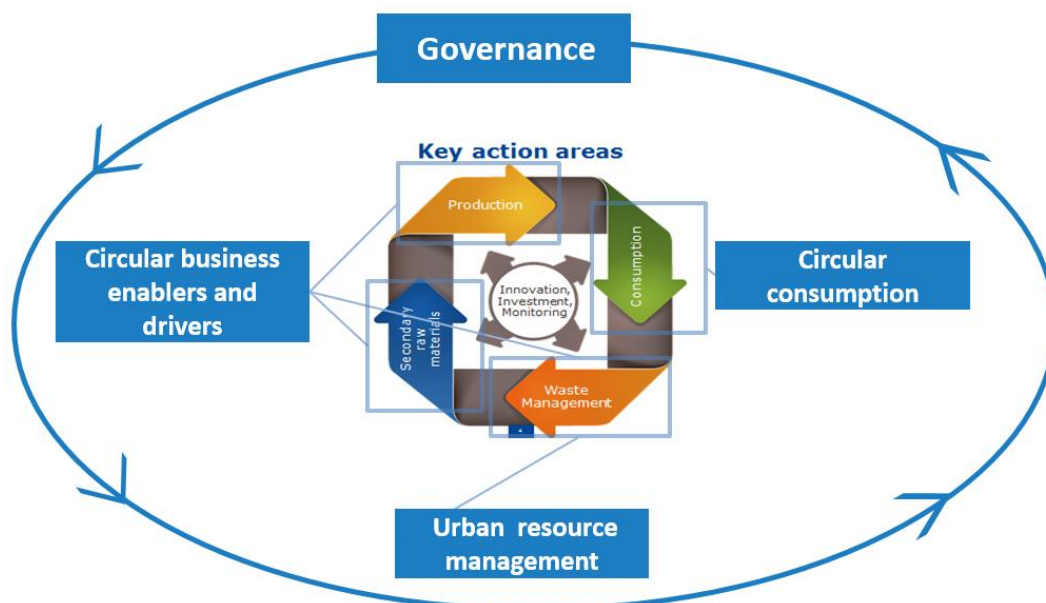 Governance
Key action areas
Production
Circular business
enablers and
drivers
Consumption
Circular
consumption
Innovation,
Investment,
Monitoring
Secondary
raw
materials
Waste
Management
Urban resource
management